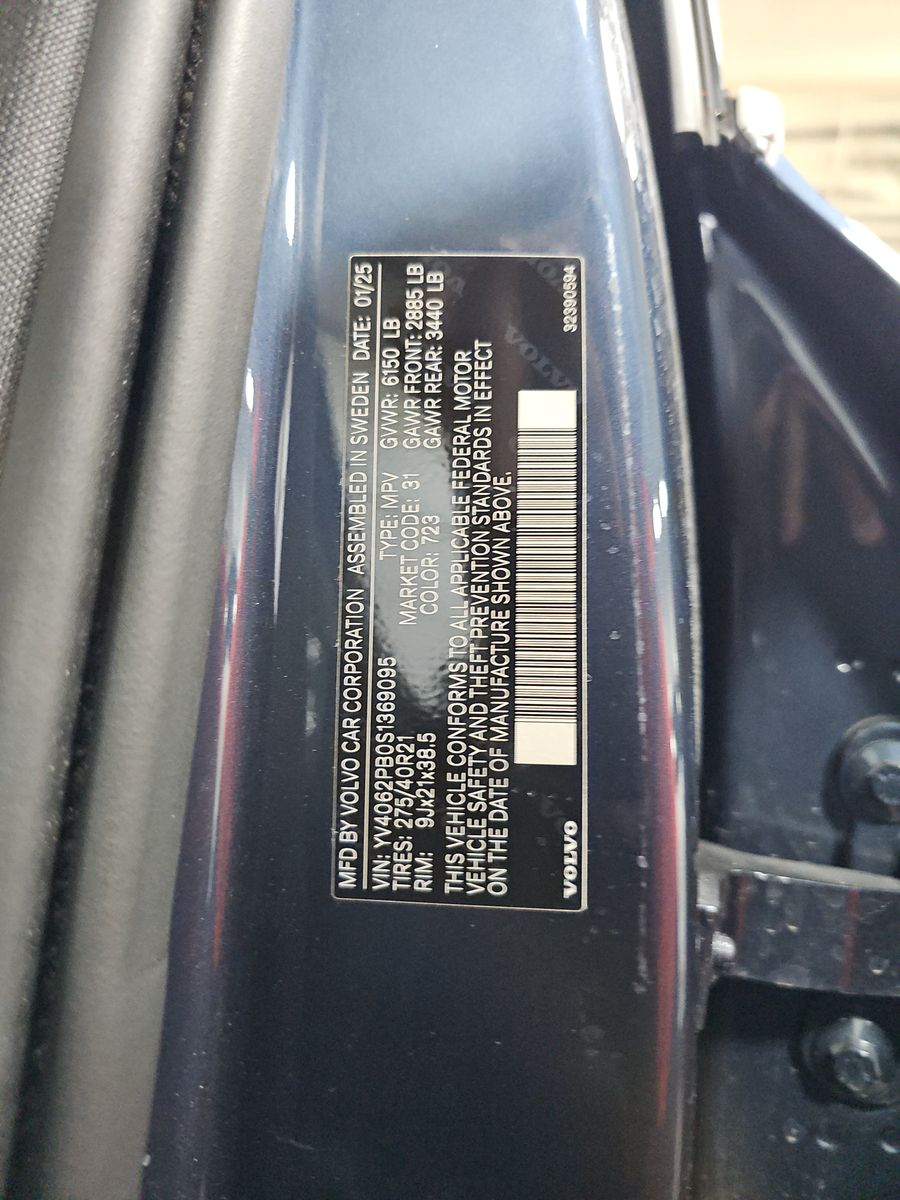 MFD BY VOLVO CAR CORPORATION ASSEMBLED IN SWEDEN DATE: 01/25
VIN: YV4062PB0S1369095 TYPE: MPV GVWR: 6150 LB
TIRES: 275/40R21 MARKET CODE: 31 GAWR FRONT: 2885 LB
RIM: 9Jx21x38.5 COLOR: 723 GAWR REAR: 3440 LB
THIS VEHICLE CONFORMS TO ALL APPLICABLE FEDERAL MOTOR
VEHICLE SAFETY AND THEFT PREVENTION STANDARDS IN EFFECT
ON THE DATE OF MANUFACTURE SHOWN ABOVE.
VOLVO
VOLVO 32390594